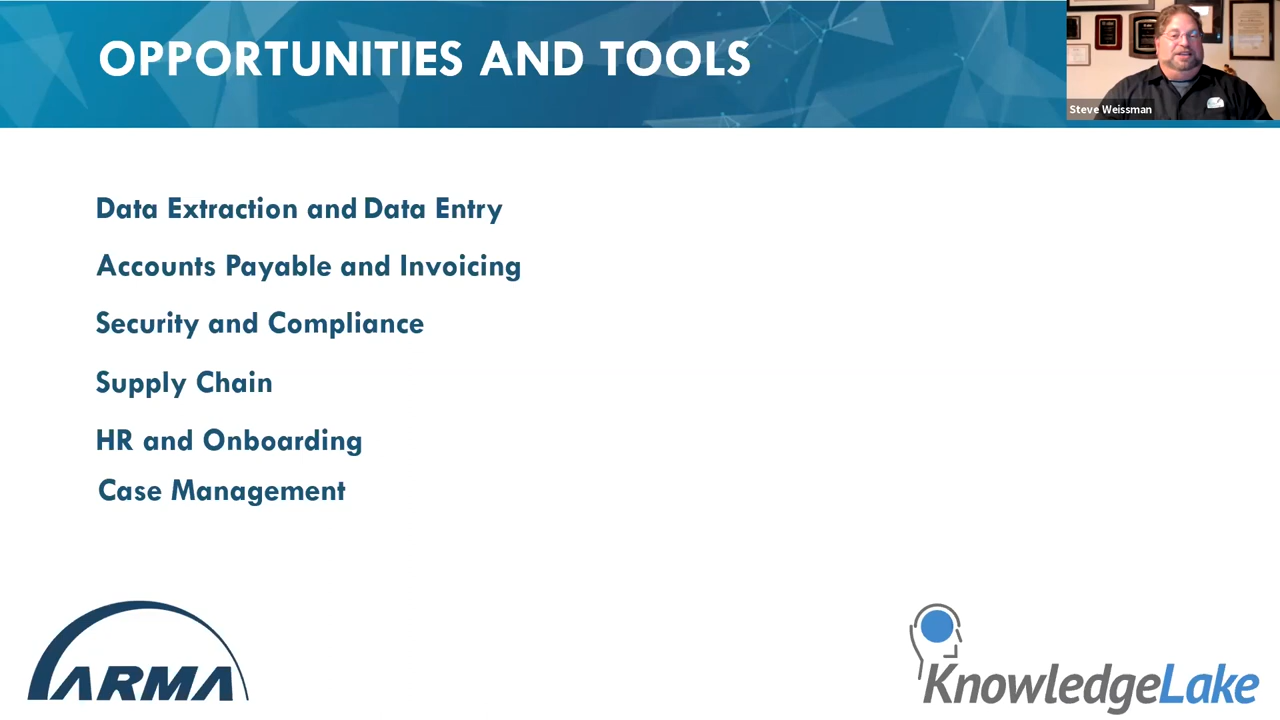 OPPORTUNITIES AND TOOLS
Steve Weissman
Data Extraction and Data Entry
Accounts Payable and Invoicing
Security and Compliance
Supply Chain
HR and Onboarding
Case Management
ARMA
KnowledgeLake